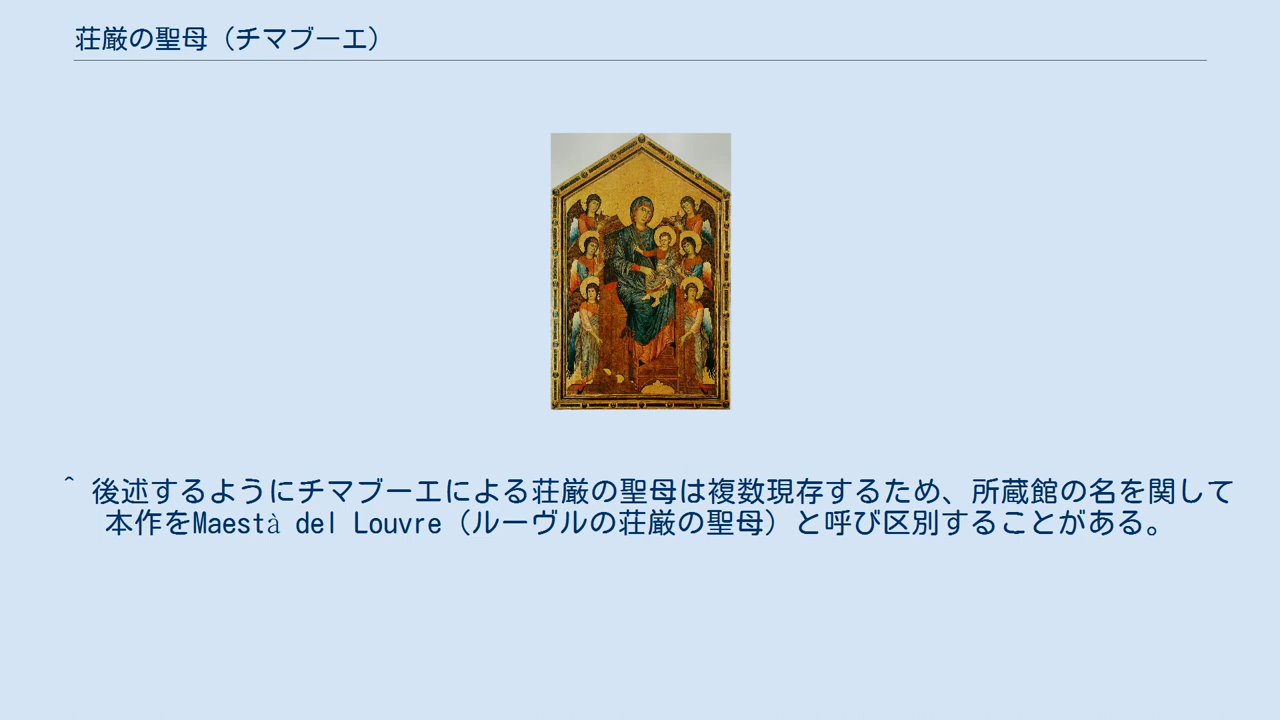 荘厳の聖母（チマブーエ）
^ 後述するようにチマブーエによる荘厳の聖母は複数現存するため、所蔵館の名を関して
本作をMaestà del Louvre（ルーヴルの荘厳の聖母）と呼び区別することがある。